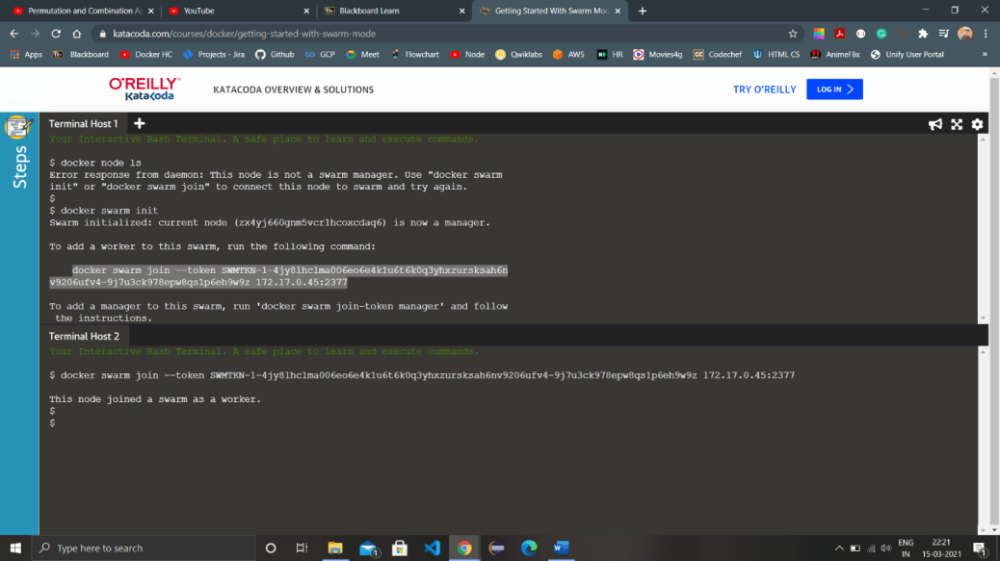 Permutation and Combination Ap
YouTube
Blackboard Learn
Getting Started With Swarm Mod
katacoda.com/courses/docker/getting-started-with-swarm-mode
Apps
Blackboard
Docker HC
Projects - Jira
Github
GCP
Meet
Flowchart
Node
Qwiklabs
AWS
HR
Movies4g
Codechef
HTML CS
AnimeFlix
Unify User Portal
»
O'REILLY
Katacoda
KATACODA OVERVIEW & SOLUTIONS
TRY O'REILLY
LOG IN
Steps
Terminal Host 1
Your Interactive Bash Terminal. A safe place to learn and execute commands.
$ docker node ls
Error response from daemon: This node is not a swarm manager. Use "docker swarm
init" or "docker swarm join" to connect this node to swarm and try again.
$
$ docker swarm init
Swarm initialized: current node (zx4yj660gnm5vcr1hcoxcdaq6) is now a manager.
To add a worker to this swarm, run the following command:
docker swarm join --token SWMTKN-1-4jy8lhclma006eo6e4k1u6t6k0q3yhxzursksah6n
v9206ufv4-9j7u3ck978epw8qs1p6eh9w9z 172.17.0.45:2377
To add a manager to this swarm, run 'docker swarm join-token manager' and follow
the instructions.
Terminal Host 2
Your Interactive Bash Terminal. A safe place to learn and execute commands.
$ docker swarm join --token SWMTKN-1-4jy8lhclma006eo6e4k1u6t6k0q3yhxzursksah6nv9206ufv4-9j7u3ck978epw8qs1p6eh9w9z 172.17.0.45:2377
This node joined a swarm as a worker.
$
$
Type here to search
1
ENG
IN
22:21
15-03-2021
1